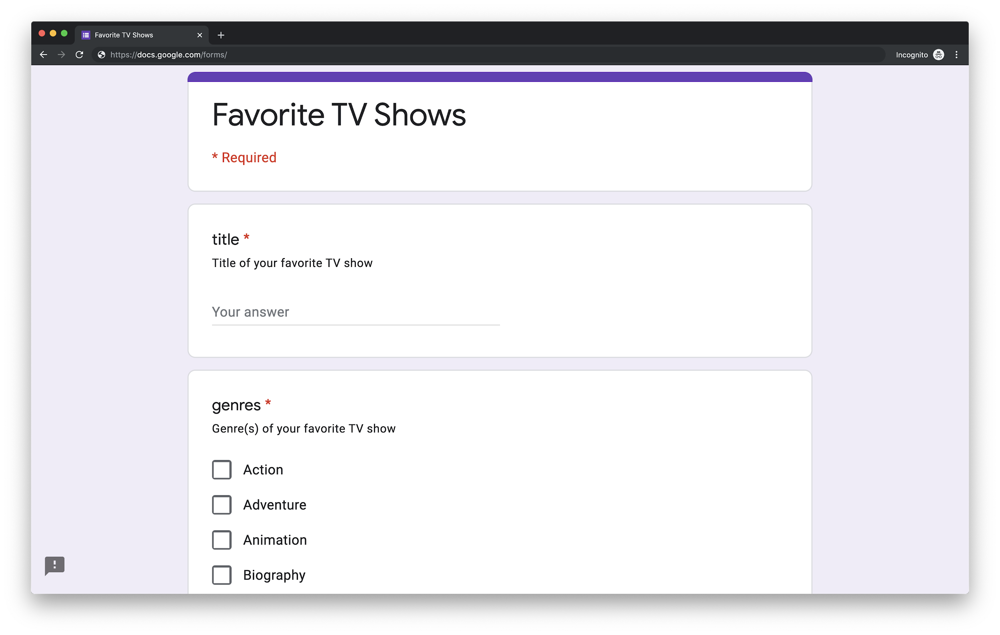 Favorite TV Shows
https://docs.google.com/forms/
Incognito
Favorite TV Shows
* Required
title *
Title of your favorite TV show
Your answer
genres *
Genre(s) of your favorite TV show
Action
Adventure
Animation
Biography